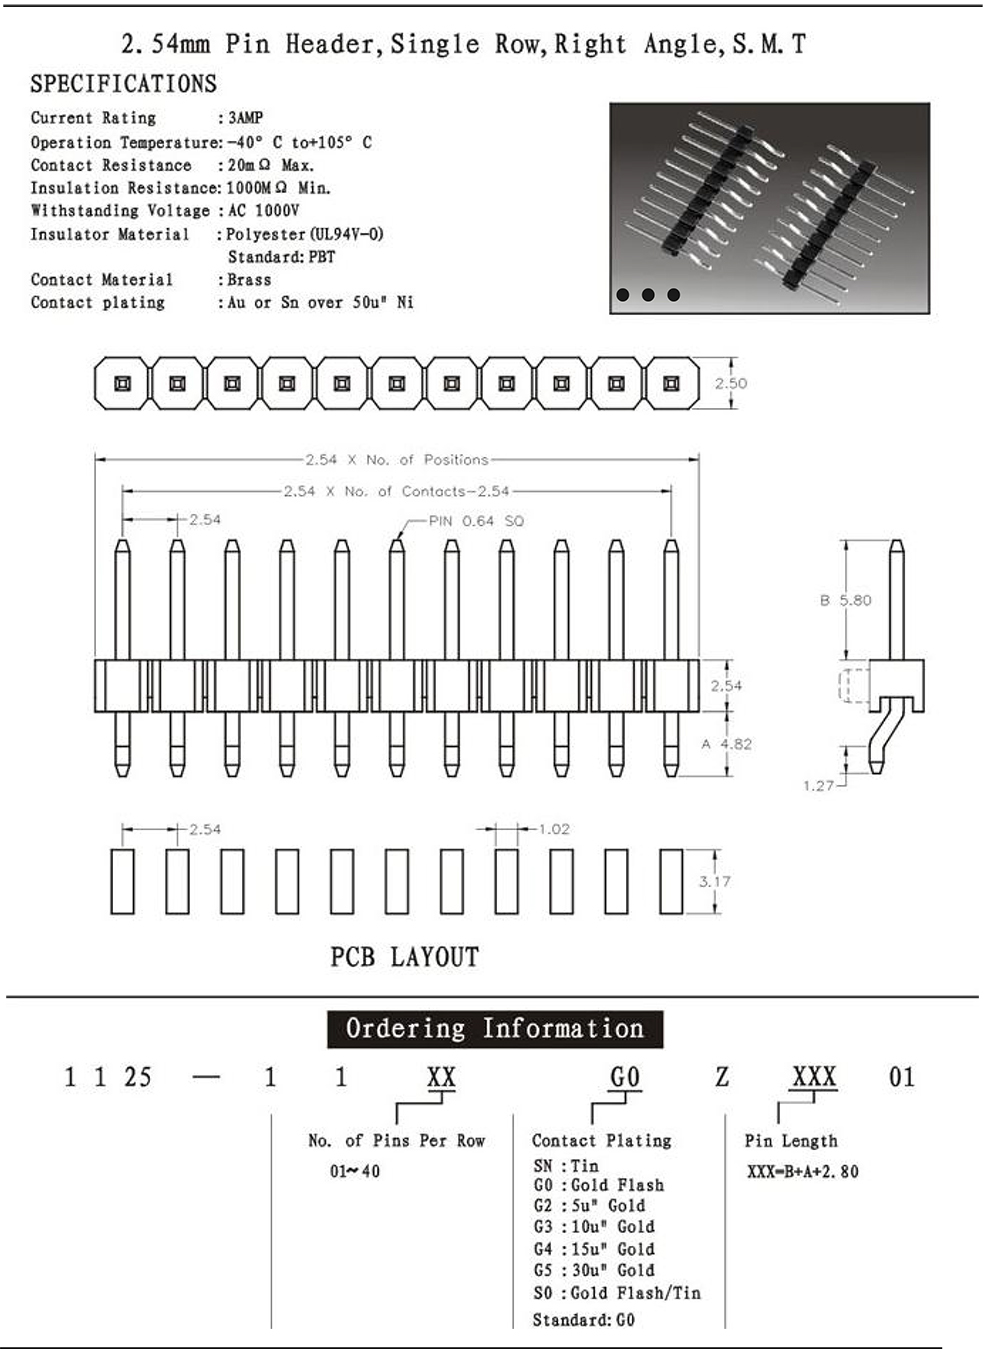 2.54mm Pin Header, Single Row, Right Angle, S.M.T
SPECIFICATIONS
Current Rating :3AMP
Operation Temperature:-40° C to+105° C
Contact Resistance :20mΩ Max.
Insulation Resistance:1000MΩ Min.
Withstanding Voltage :AC 1000V
Insulator Material :Polyester(UL94V-0)
Standard:PBT
Contact Material :Brass
Contact plating :Au or Sn over 50u" Ni
2.50
2.54 X No. of Positions
2.54 X No. of Contacts-2.54
2.54
PIN 0.64 SQ
B 5.80
2.54
A 4.82
1.27
2.54
1.02
3.17
PCB LAYOUT
Ordering Information
1 1 25 — 1 1 XX G0 Z XXX 01
No. of Pins Per Row
01~40
Contact Plating
SN :Tin
G0 :Gold Flash
G2 :5u" Gold
G3 :10u" Gold
G4 :15u" Gold
G5 :30u" Gold
S0 :Gold Flash/Tin
Standard:G0
Pin Length
XXX=B+A+2.80